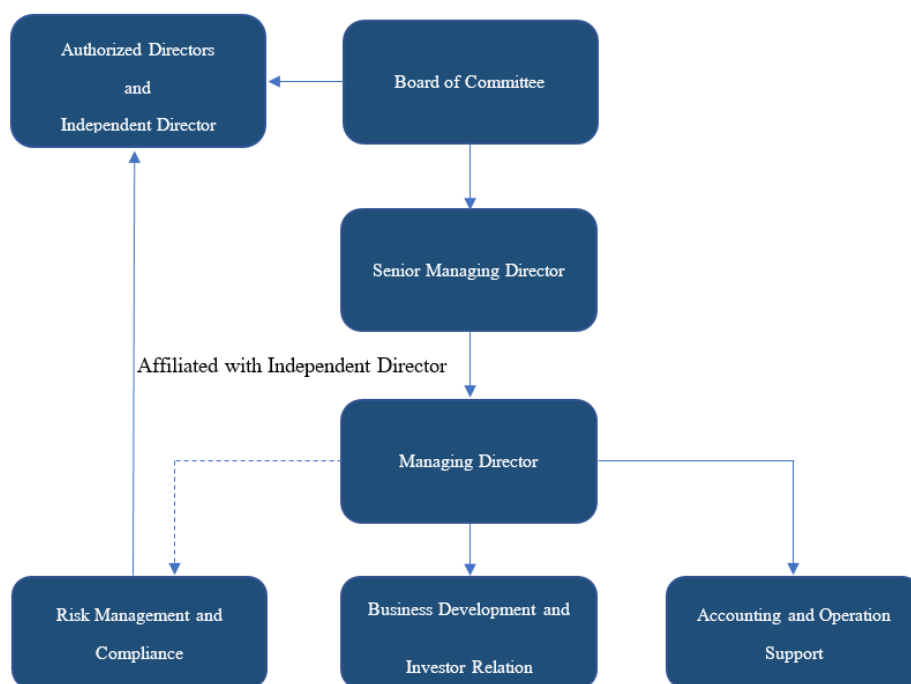 Authorized Directors
and
Independent Director
Board of Committee
Senior Managing Director
Affiliated with Independent Director
Managing Director
Risk Management and
Compliance
Business Development and
Investor Relation
Accounting and Operation
Support